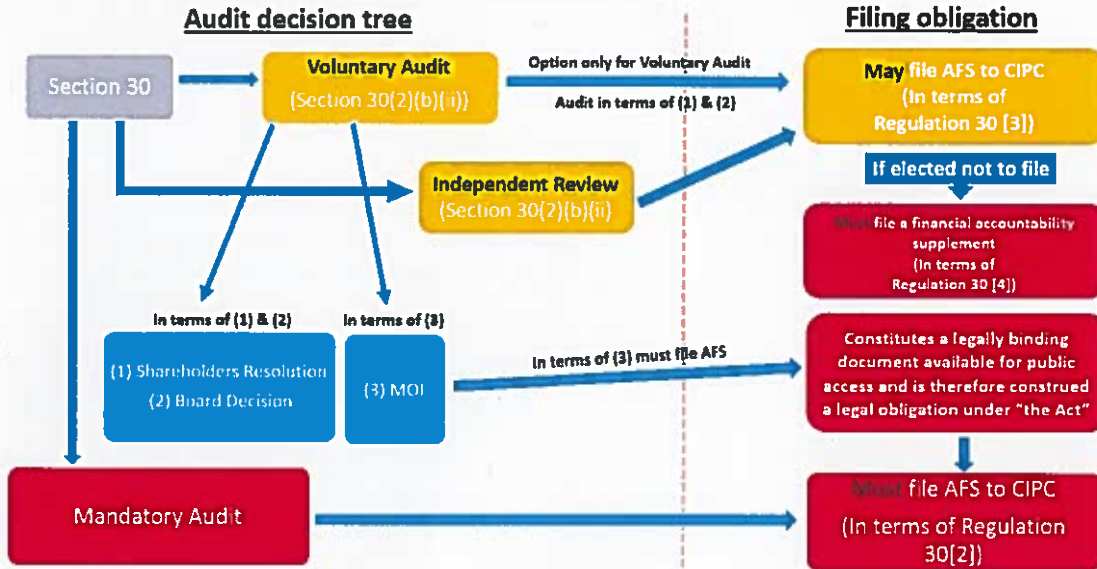 Audit decision tree
Filing obligation
Section 30
Voluntary Audit
(Section 30(2)(b)(ii))
Option only for Voluntary Audit
Audit in terms of (1) & (2)
May file AFS to CIPC
(In terms of
Regulation 30 [3])
If elected not to file
Independent Review
(Section 30(2)(b)(ii)
Must file a financial accountability
supplement
(In terms of
Regulation 30 [4])
In terms of (1) & (2)
In terms of (3)
(1) Shareholders Resolution
(2) Board Decision
(3) MOI
In terms of (3) must file AFS
Constitutes a legally binding
document available for public
access and is therefore construed
a legal obligation under "the Act"
Mandatory Audit
Must file AFS to CIPC
(In terms of Regulation
30[2])